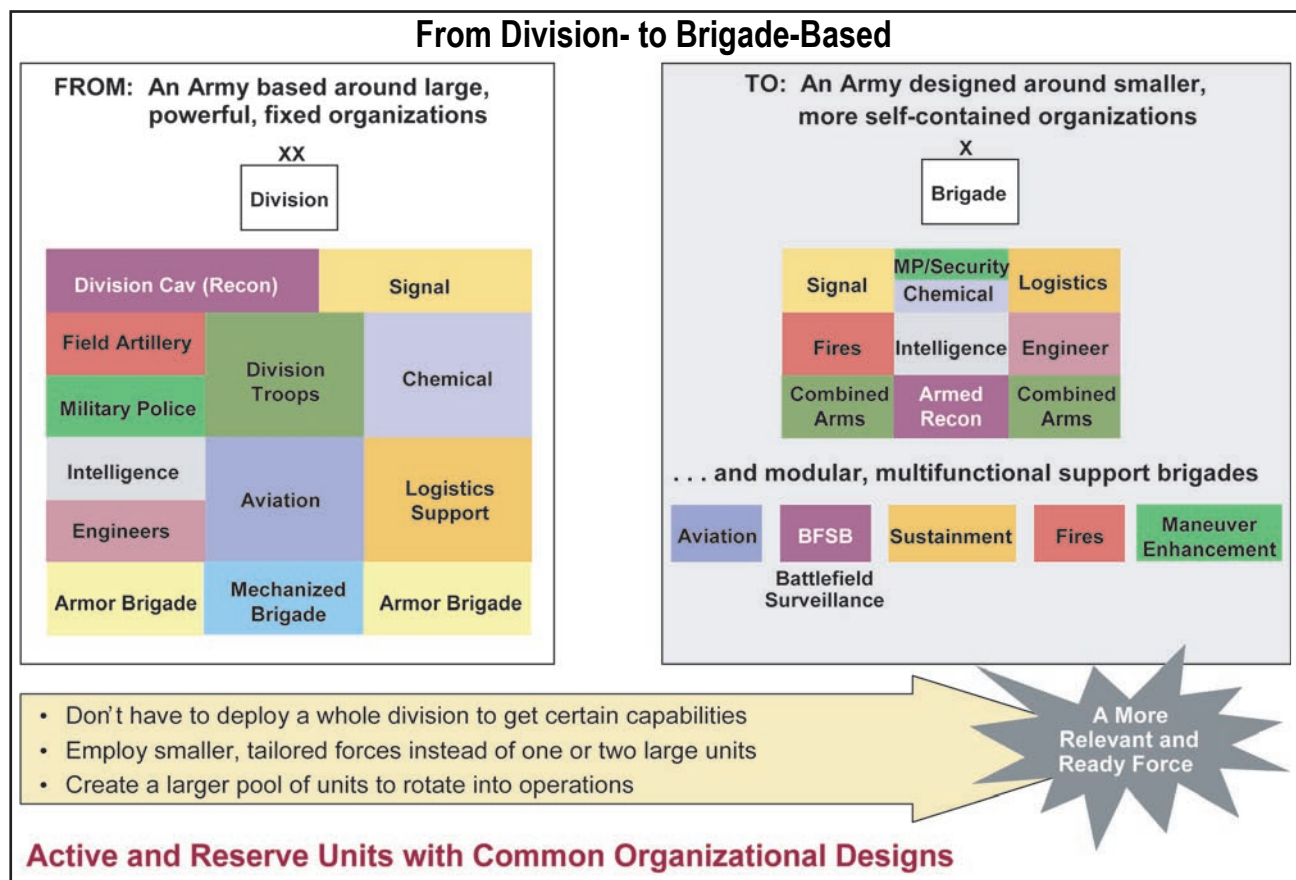 From Division- to Brigade-Based
FROM: An Army based around large,
powerful, fixed organizations
XX
Division
Division Cav (Recon)
Signal
Field Artillery
Division
Troops
Chemical
Military Police
Intelligence
Aviation
Logistics
Support
Engineers
Armor Brigade
Mechanized
Brigade
Armor Brigade
TO: An Army designed around smaller,
more self-contained organizations
X
Brigade
Signal
MP/Security
Chemical
Logistics
Fires
Intelligence
Engineer
Combined
Arms
Armed
Recon
Combined
Arms
. . . and modular, multifunctional support brigades
Aviation
BFSB
Battlefield
Surveillance
Sustainment
Fires
Maneuver
Enhancement
• Don't have to deploy a whole division to get certain capabilities
• Employ smaller, tailored forces instead of one or two large units
• Create a larger pool of units to rotate into operations
A More
Relevant and
Ready Force
Active and Reserve Units with Common Organizational Designs